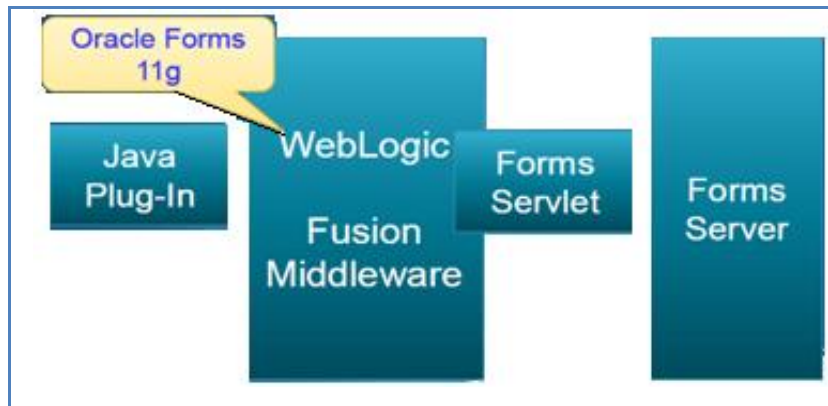 Oracle Forms
11g
Java
Plug-In
WebLogic
Fusion
Middleware
Forms
Servlet
Forms
Server